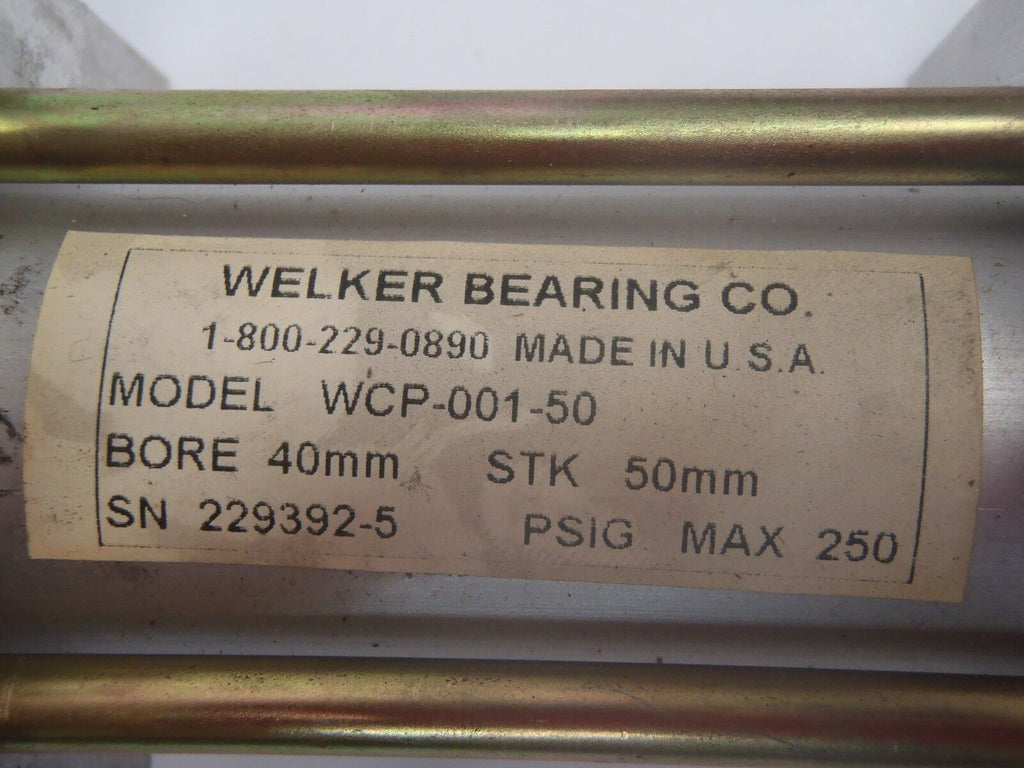 WELKER BEARING CO.
1-800-229-0890 MADE IN U.S.A.
MODEL WCP-001-50
BORE 40mm STK 50mm
SN 229392-5 PSIG MAX 250